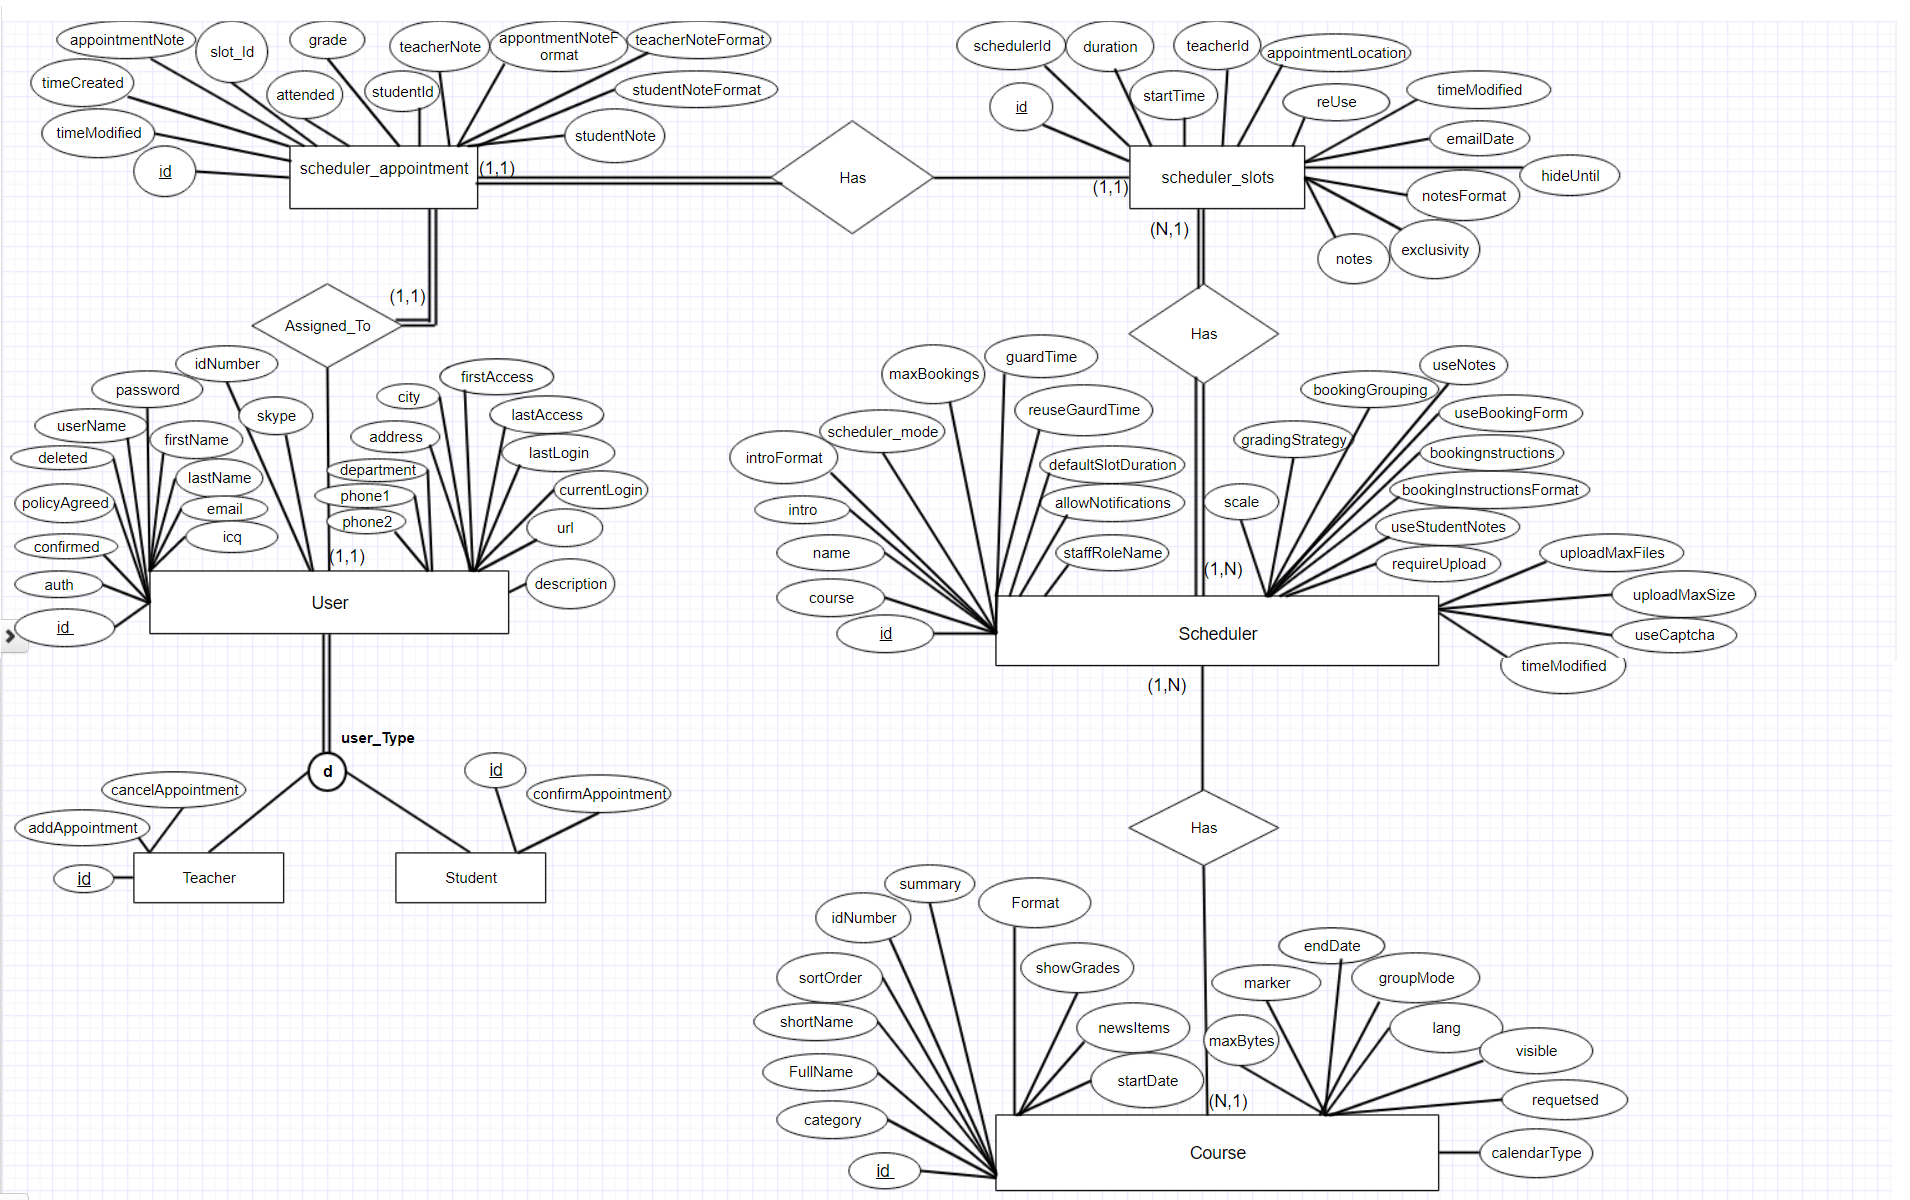 appointmentNote
slot_Id
grade
teacherNote
appontmentNoteF
ormat
teacherNoteFormat
timeCreated
attended
studentId
studentNoteFormat
timeModified
studentNote
id
scheduler_appointment
(1,1)
Has
(1,1)
schedulerId
duration
teacherId
appointmentLocation
id
startTime
reUse
timeModified
emailDate
hideUntil
scheduler_slots
notesFormat
exclusivity
notes
(N,1)
(1,1)
Assigned_To
Has
idNumber
password
userName
firstName
skype
deleted
lastName
policyAgreed
email
confirmed
icq
auth
id
city
firstAccess
address
lastAccess
department
lastLogin
phone1
currentLogin
phone2
url
description
(1,1)
User
user_Type
d
cancelAppointment
addAppointment
id
Teacher
id
confirmAppointment
Student
maxBookings
guardTime
scheduler_mode
reuseGaurdTime
introFormat
defaultSlotDuration
intro
allowNotifications
name
staffRoleName
course
id
(1,N)
useNotes
bookingGrouping
useBookingForm
gradingStrategy
bookingnstructions
bookingInstructionsFormat
scale
useStudentNotes
requireUpload
uploadMaxFiles
uploadMaxSize
useCaptcha
timeModified
Scheduler
(1,N)
Has
summary
Format
idNumber
showGrades
sortOrder
shortName
newsItems
FullName
startDate
category
id
endDate
marker
groupMode
maxBytes
lang
visible
requetsed
calendarType
(N,1)
Course